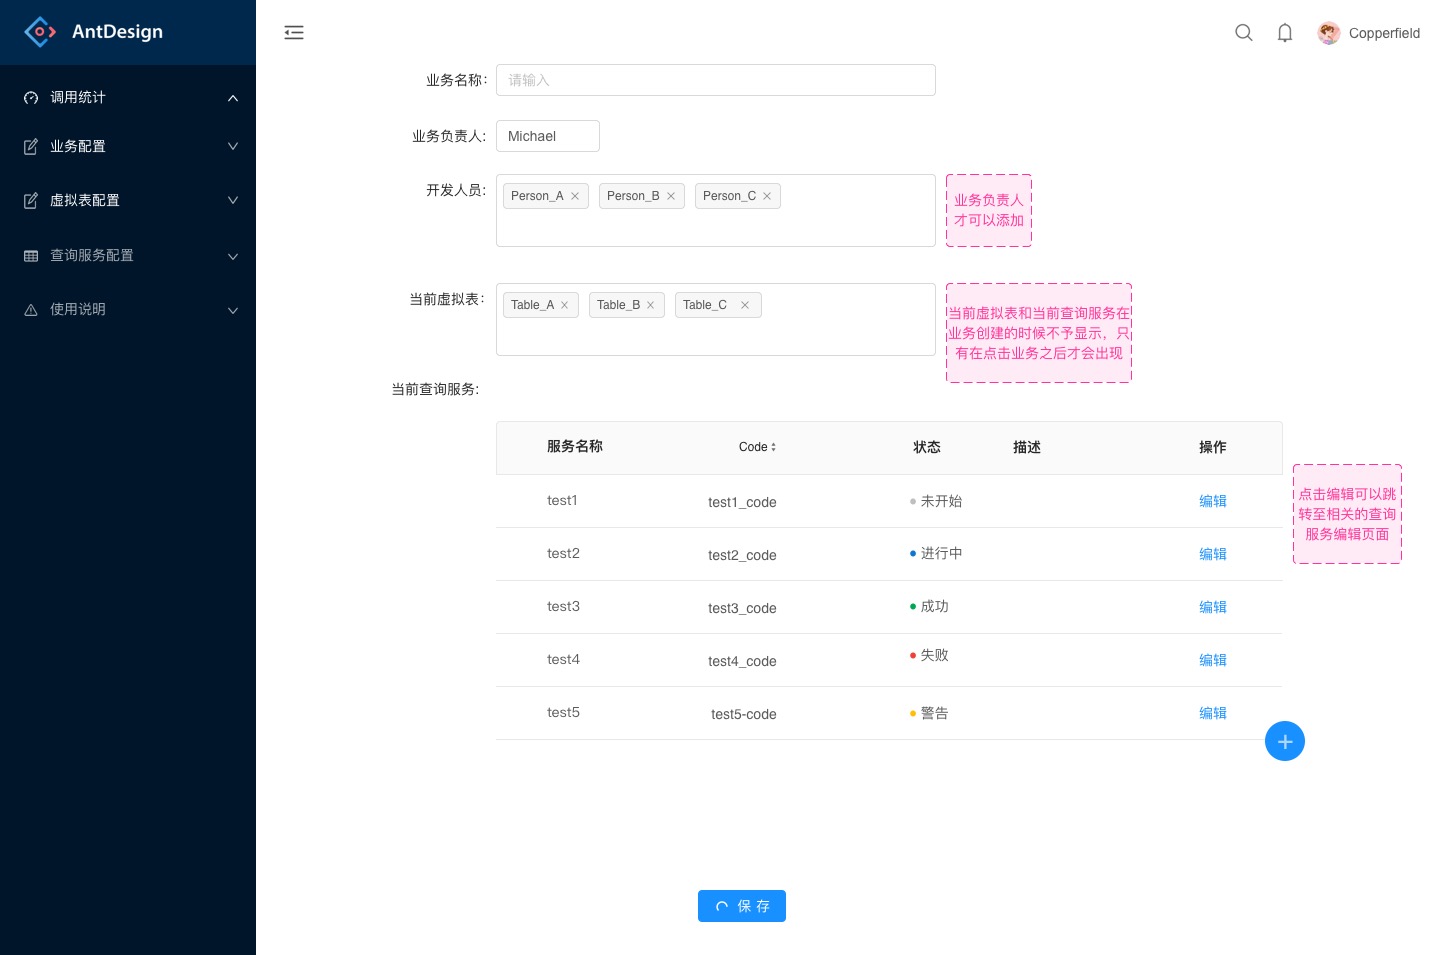 AntDesign
Copperfield
调用统计
业务配置
虚拟表配置
查询服务配置
使用说明
业务名称: 请输入
业务负责人: Michael
开发人员: Person_A Person_B Person_C
业务负责人
才可以添加
当前虚拟表: Table_A Table_B Table_C
当前虚拟表和当前查询服务在
业务创建的时候不予显示，只
有在点击业务之后才会出现
当前查询服务:
服务名称 Code 状态 描述 操作
test1 test1_code 未开始 编辑
test2 test2_code 进行中 编辑
test3 test3_code 成功 编辑
test4 test4_code 失败 编辑
test5 test5-code 警告 编辑
点击编辑可以跳
转至相关的查询
服务编辑页面
保 存